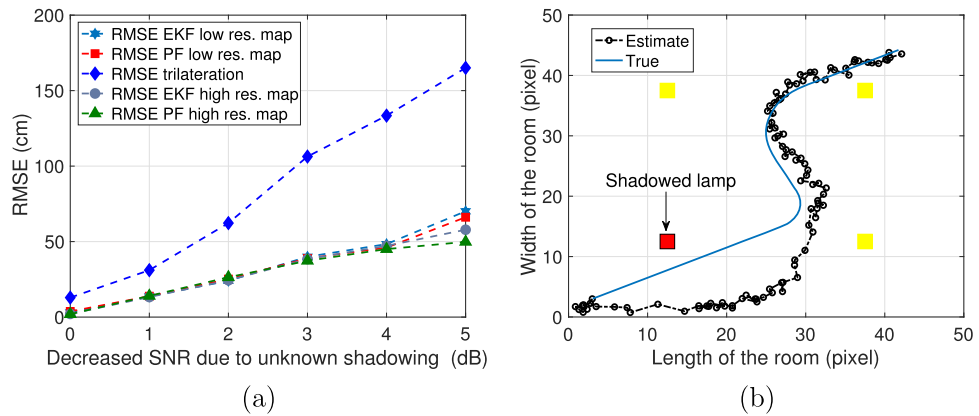 200
150
100
50
0
RMSE (cm)
RMSE EKF low res. map
RMSE PF low res. map
RMSE trilateration
RMSE EKF high res. map
RMSE PF high res. map
0 1 2 3 4 5
Decreased SNR due to unknown shadowing (dB)
(a)
60
50
40
30
20
10
0
Width of the room (pixel)
Estimate
True
Shadowed lamp
0 10 20 30 40 50
Length of the room (pixel)
(b)